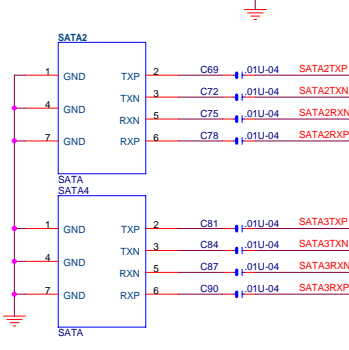 SATA2
1 GND TXP 2 C69 .01U-04 SATA2TXP
TXN 3 C72 .01U-04 SATA2TXN
4 GND
RXN 5 C75 .01U-04 SATA2RXN
7 GND RXP 6 C78 .01U-04 SATA2RXP
SATA
SATA4
1 GND TXP 2 C81 .01U-04 SATA3TXP
TXN 3 C84 .01U-04 SATA3TXN
4 GND
RXN 5 C87 .01U-04 SATA3RXN
7 GND RXP 6 C90 .01U-04 SATA3RXP
SATA